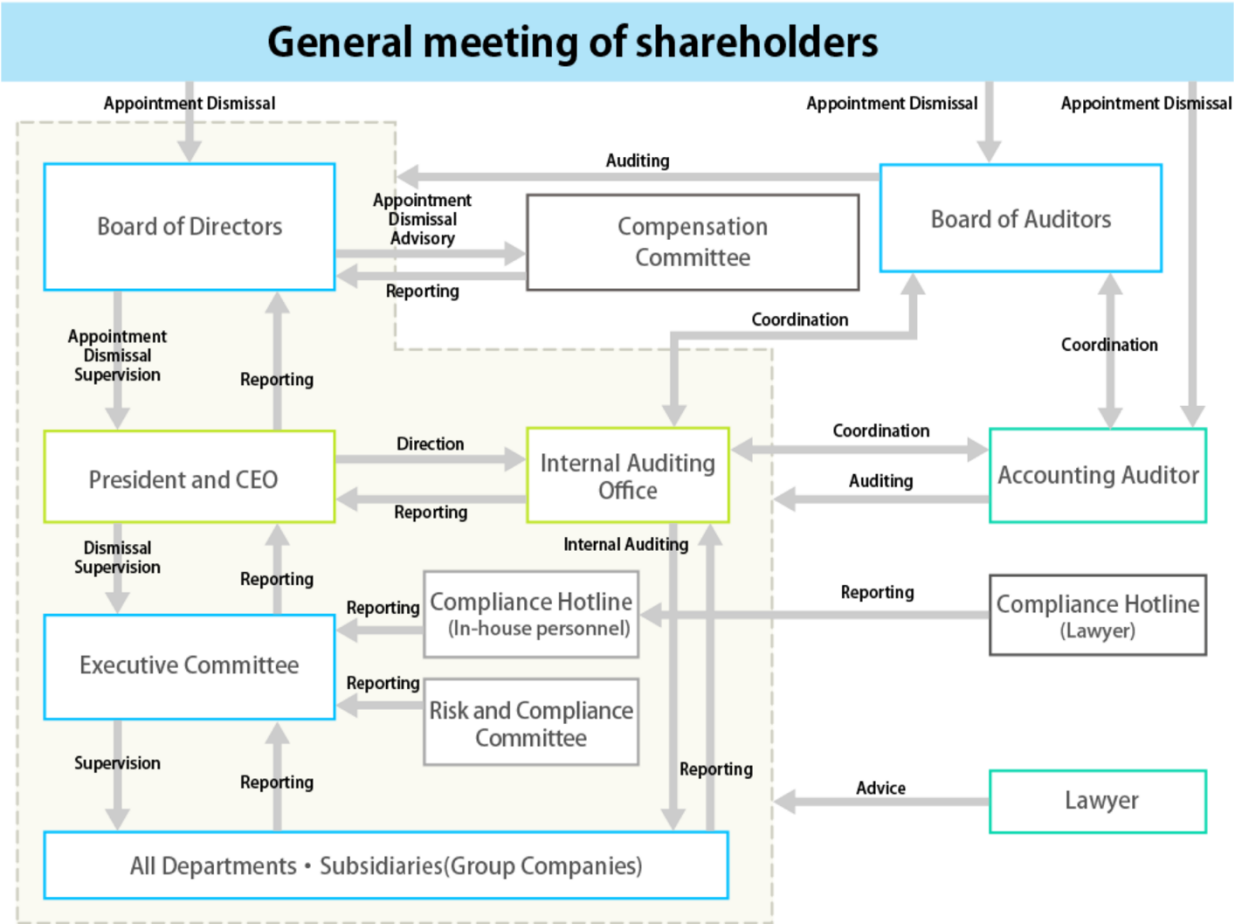 General meeting of shareholders
Appointment Dismissal
Appointment Dismissal
Appointment Dismissal
Auditing
Board of Directors
Appointment
Dismissal
Advisory
Reporting
Compensation
Committee
Board of Auditors
Coordination
Coordination
Appointment
Dismissal
Supervision
Reporting
President and CEO
Direction
Reporting
Internal Auditing
Office
Coordination
Auditing
Accounting Auditor
Dismissal
Supervision
Reporting
Internal Auditing
Reporting
Compliance Hotline
(In-house personnel)
Reporting
Compliance Hotline
(Lawyer)
Executive Committee
Reporting
Risk and Compliance
Committee
Supervision
Reporting
Reporting
Advice
Lawyer
All Departments・Subsidiaries(Group Companies)